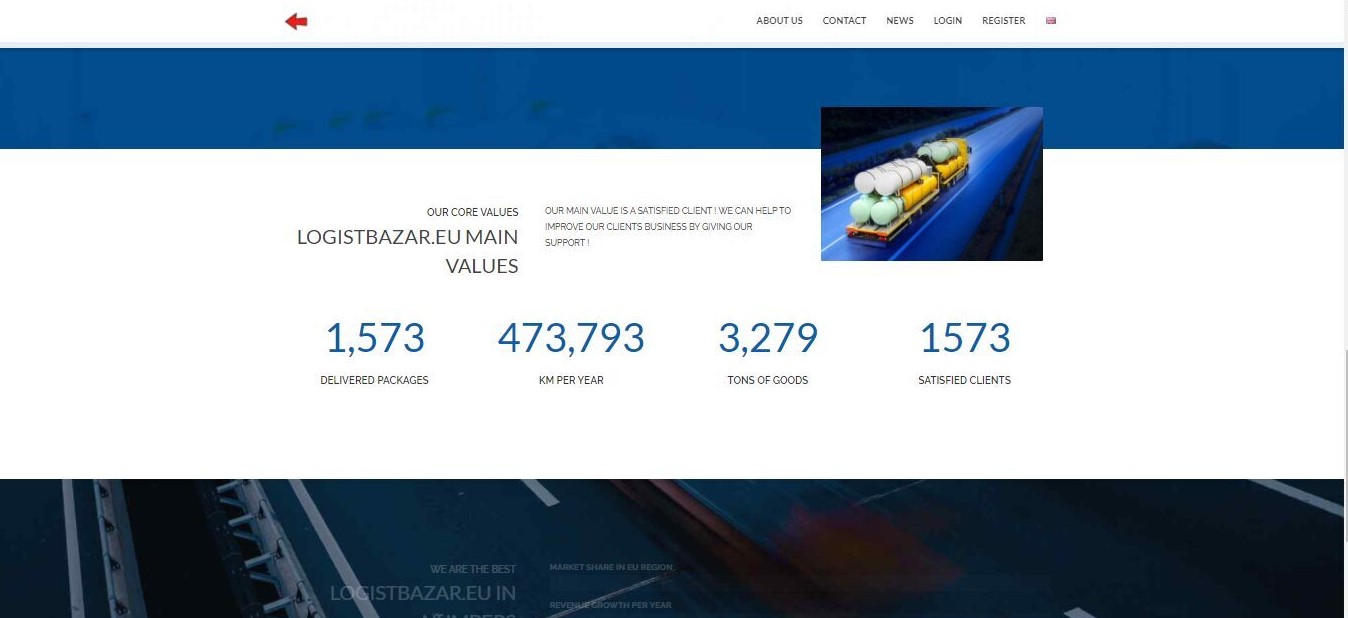 ABOUT US CONTACT NEWS LOGIN REGISTER
OUR CORE VALUES
LOGISTBAZAR.EU MAIN
VALUES
OUR MAIN VALUE IS A SATISFIED CLIENT ! WE CAN HELP TO
IMPROVE OUR CLIENTS BUSINESS BY GIVING OUR
SUPPORT !
1,573
DELIVERED PACKAGES
473,793
KM PER YEAR
3,279
TONS OF GOODS
1573
SATISFIED CLIENTS
WE ARE THE BEST
LOGISTBAZAR.EU IN
MARKET SHARE IN EU REGION
REVENUE GROWTH PER YEAR